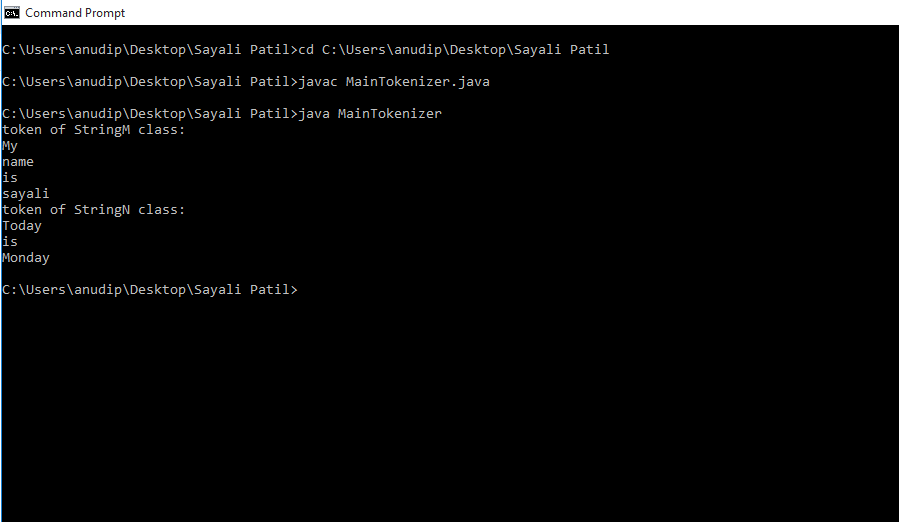 Command Prompt
C:\Users\anudip\Desktop\Sayali Patil>cd C:\Users\anudip\Desktop\Sayali Patil
C:\Users\anudip\Desktop\Sayali Patil>javac MainTokenizer.java
C:\Users\anudip\Desktop\Sayali Patil>java MainTokenizer
token of StringM class:
My
name
is
sayali
token of StringN class:
Today
is
Monday
C:\Users\anudip\Desktop\Sayali Patil>